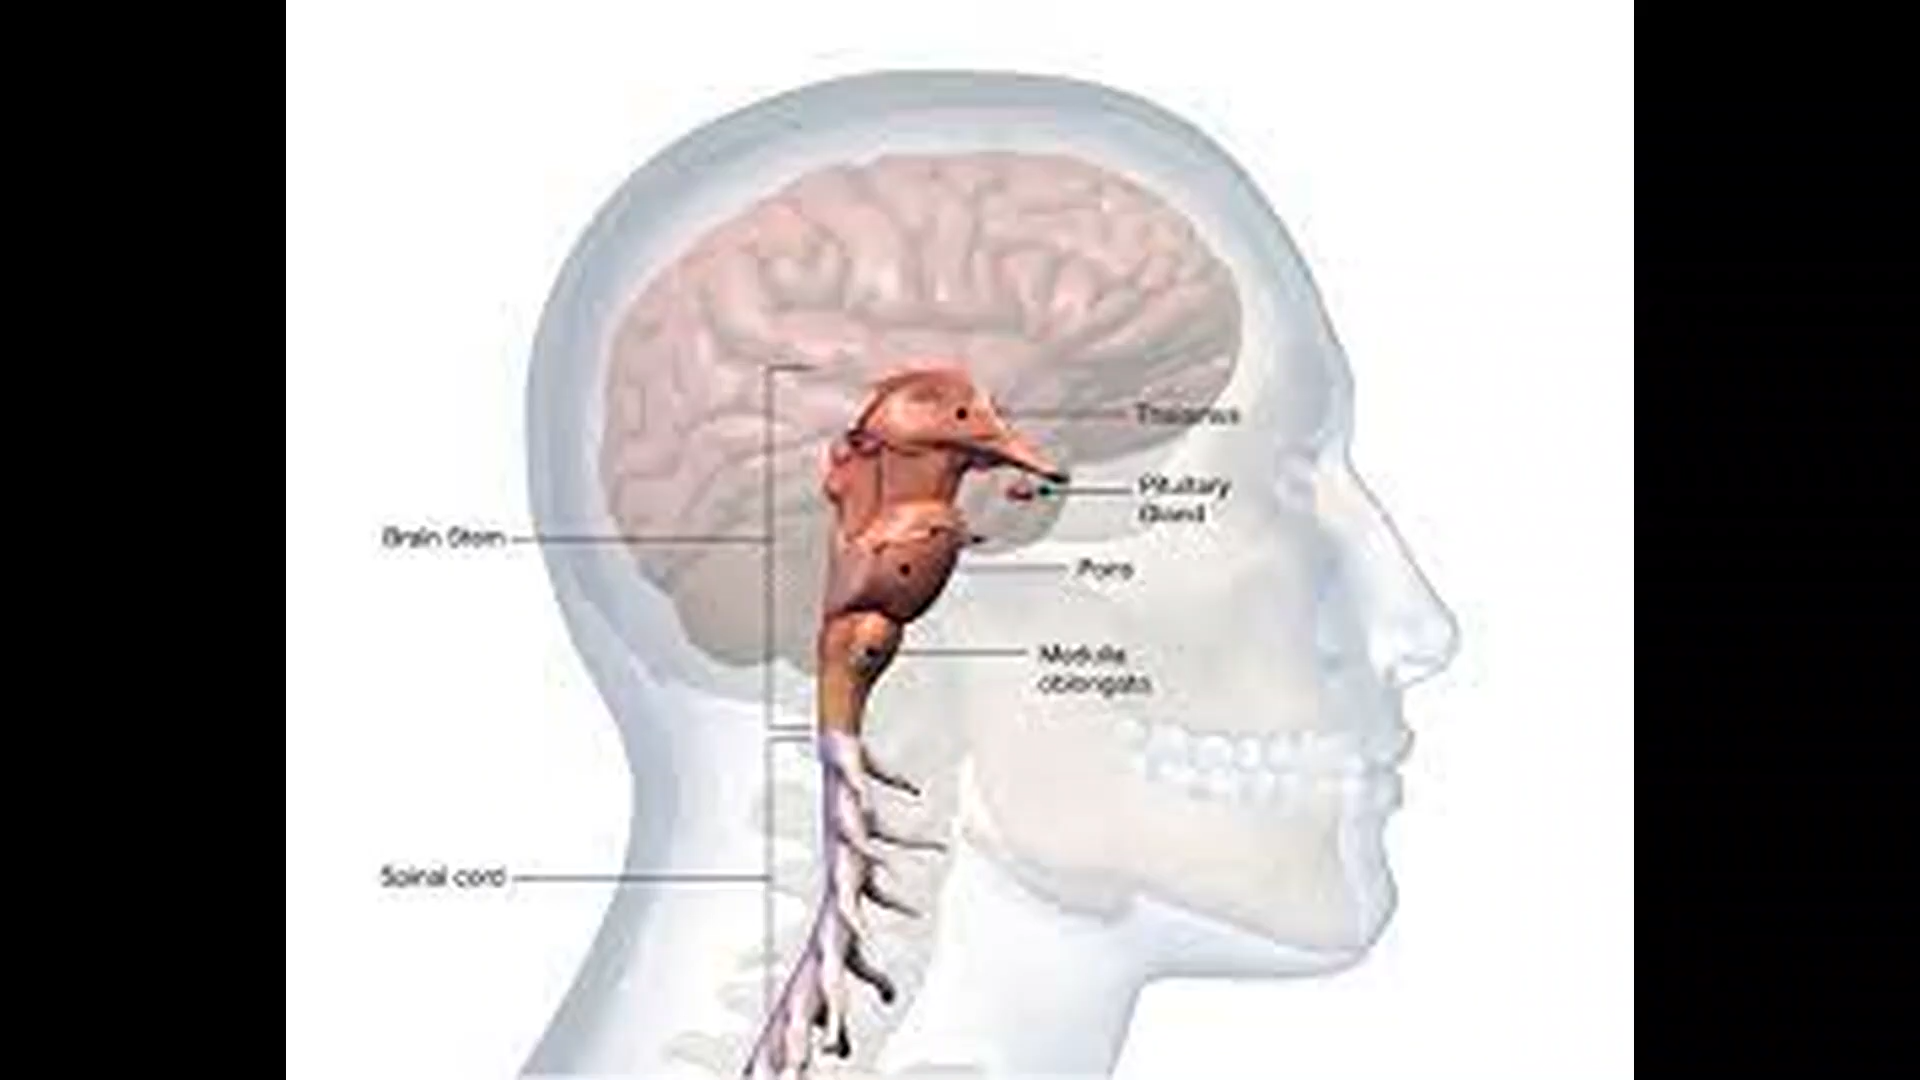 Thalamus
Pituitary
Gland
Brain Stem
Pons
Medulla
oblongata
Spinal cord